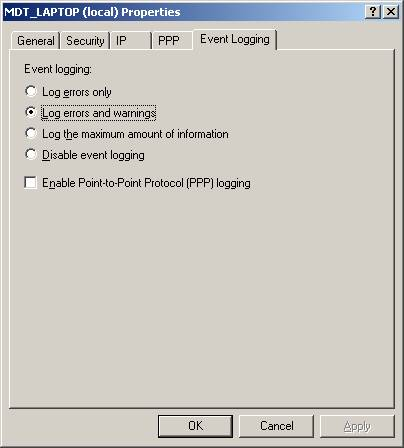 MDT_LAPTOP (local) Properties
General Security IP PPP Event Logging
Event logging:
Log errors only
Log errors and warnings
Log the maximum amount of information
Disable event logging
Enable Point-to-Point Protocol (PPP) logging
OK Cancel Apply